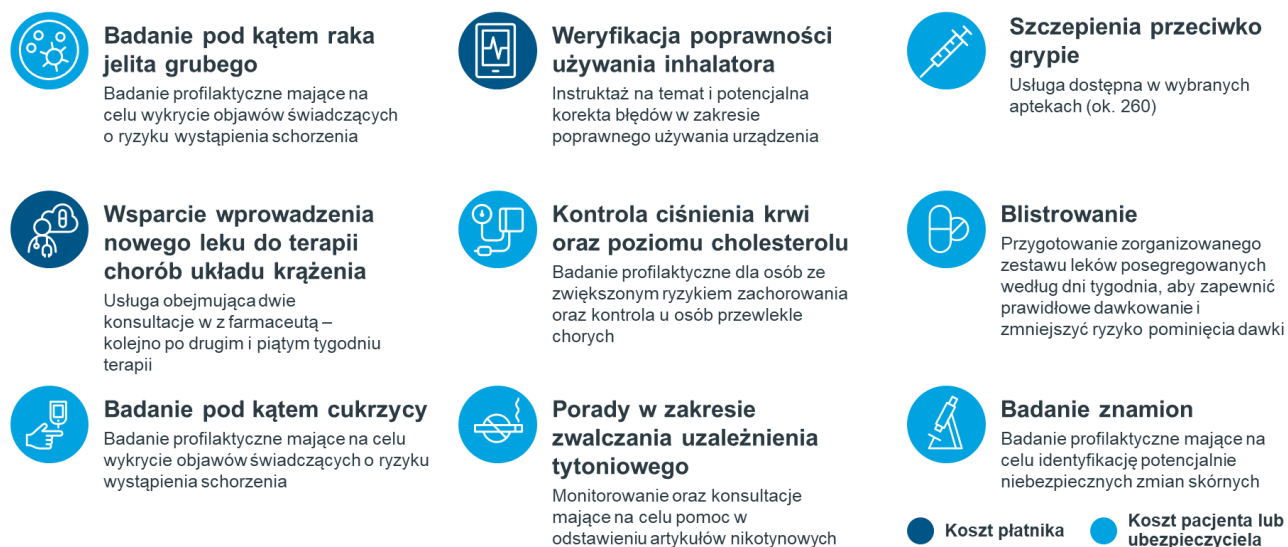 Badanie pod kątem raka
jelita grubego
Badanie profilaktyczne mające na
celu wykrycie objawów świadczących
o ryzyku wystąpienia schorzenia
Weryfikacja poprawności
używania inhalatora
Instruktaż na temat i potencjalna
korekta błędów w zakresie
poprawnego używania urządzenia
Szczepienia przeciwko
grypie
Usługa dostępna w wybranych
aptekach (ok. 260)
Wsparcie wprowadzenia
nowego leku do terapii
chorób układu krążenia
Usługa obejmująca dwie
konsultacje w z farmaceutą –
kolejno po drugim i piątym tygodniu
terapii
Kontrola ciśnienia krwi
oraz poziomu cholesterolu
Badanie profilaktyczne dla osób ze
zwiększonym ryzykiem zachorowania
oraz kontrola u osób przewlekle
chorych
Blistrowanie
Przygotowanie zorganizowanego
zestawu leków posegregowanych
według dni tygodnia, aby zapewnić
prawidłowe dawkowanie i
zmniejszyć ryzyko pominięcia dawki
Badanie pod kątem cukrzycy
Badanie profilaktyczne mające na celu
wykrycie objawów świadczących o ryzyku
wystąpienia schorzenia
Porady w zakresie
zwalczania uzależnienia
tytoniowego
Monitorowanie oraz konsultacje
mające na celu pomoc w
odstawieniu artykułów nikotynowych
Badanie znamion
Badanie profilaktyczne mające na
celu identyfikację potencjalnie
niebezpiecznych zmian skórnych
Koszt płatnika
Koszt pacjenta lub
ubezpieczyciela